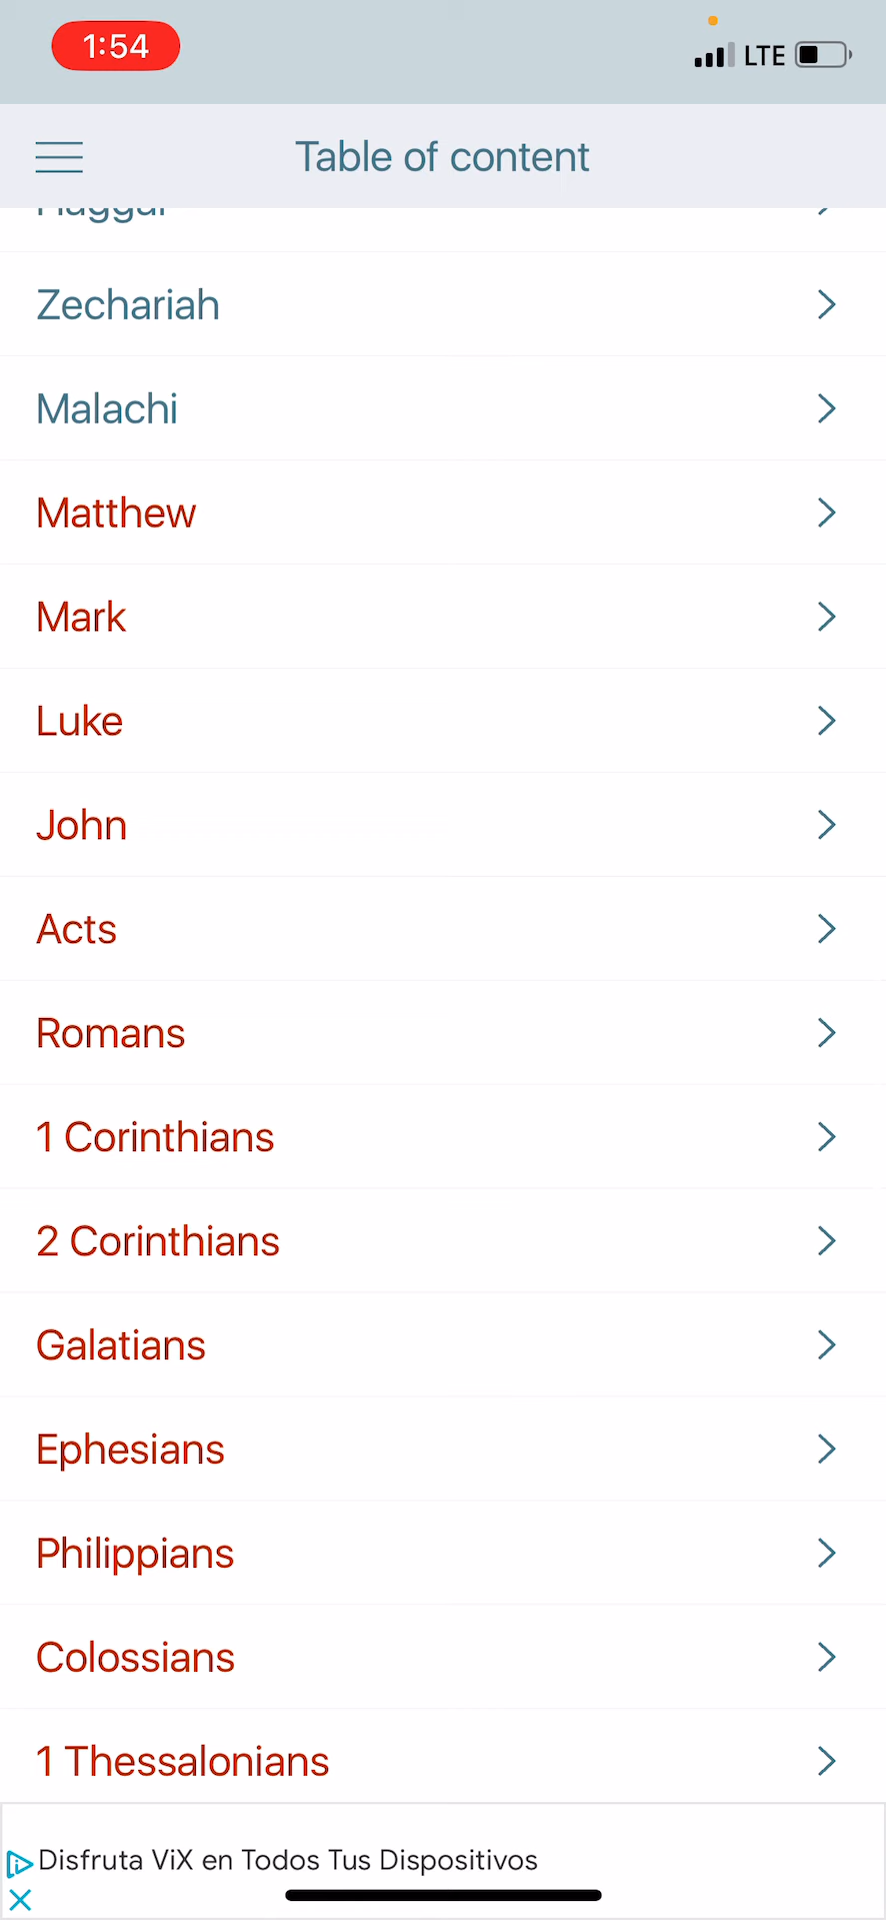 1:54
LTE
Table of content
Zechariah
Malachi
Matthew
Mark
Luke
John
Acts
Romans
1 Corinthians
2 Corinthians
Galatians
Ephesians
Philippians
Colossians
1 Thessalonians
Disfruta ViX en Todos Tus Dispositivos